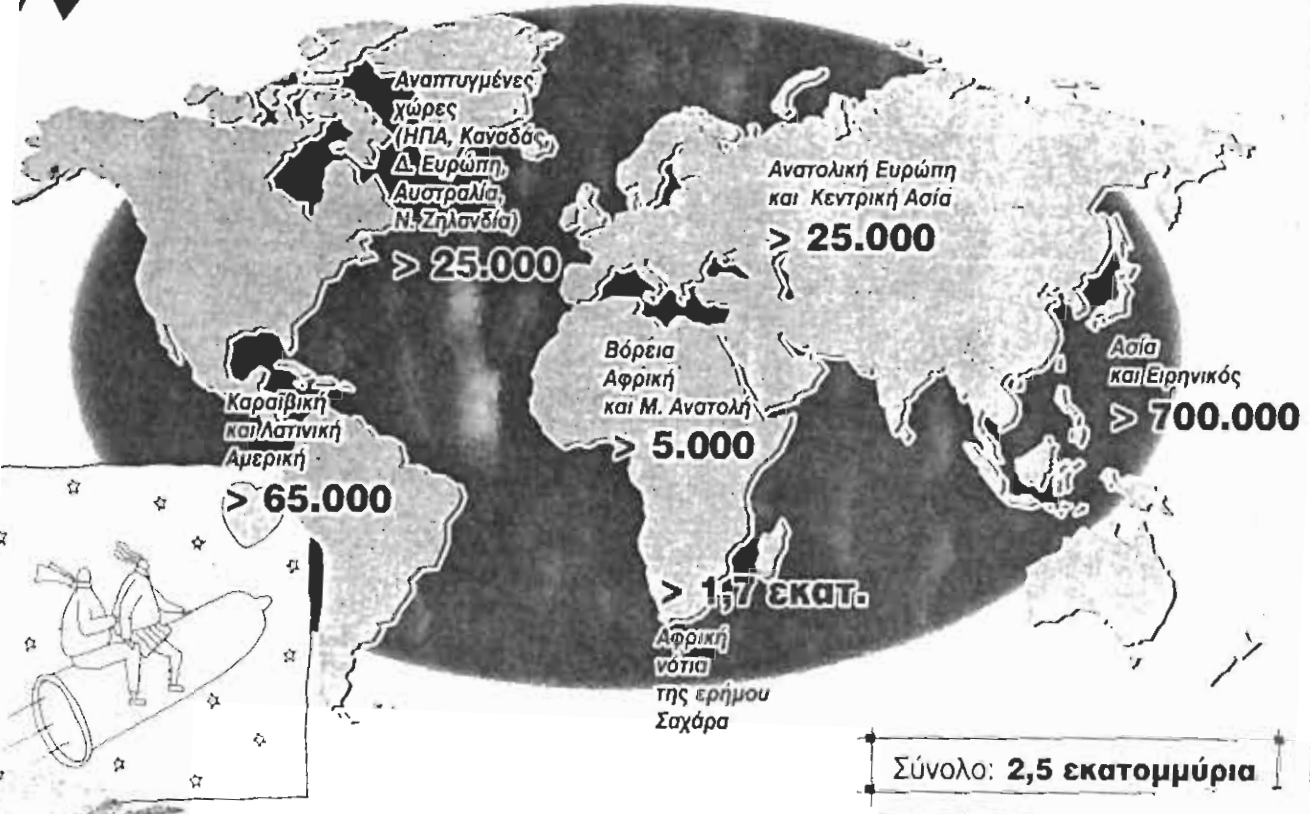 Αναπτυγμένες
χώρες
(ΗΠΑ, Καναδάς,
Δ. Ευρώπη,
Αυστραλία,
Ν. Ζηλανδία)
> 25.000
Ανατολική Ευρώπη
και Κεντρική Ασία
> 25.000
Βόρεια
Αφρική
και Μ. Ανατολή
> 5.000
Ασία
και Ειρηνικός
> 700.000
Καραϊβική
και Λατινική
Αμερική
> 65.000
> 1,7 εκατ.
Αφρική
νότια
της ερήμου
Σαχάρα
Σύνολο: 2,5 εκατομμύρια